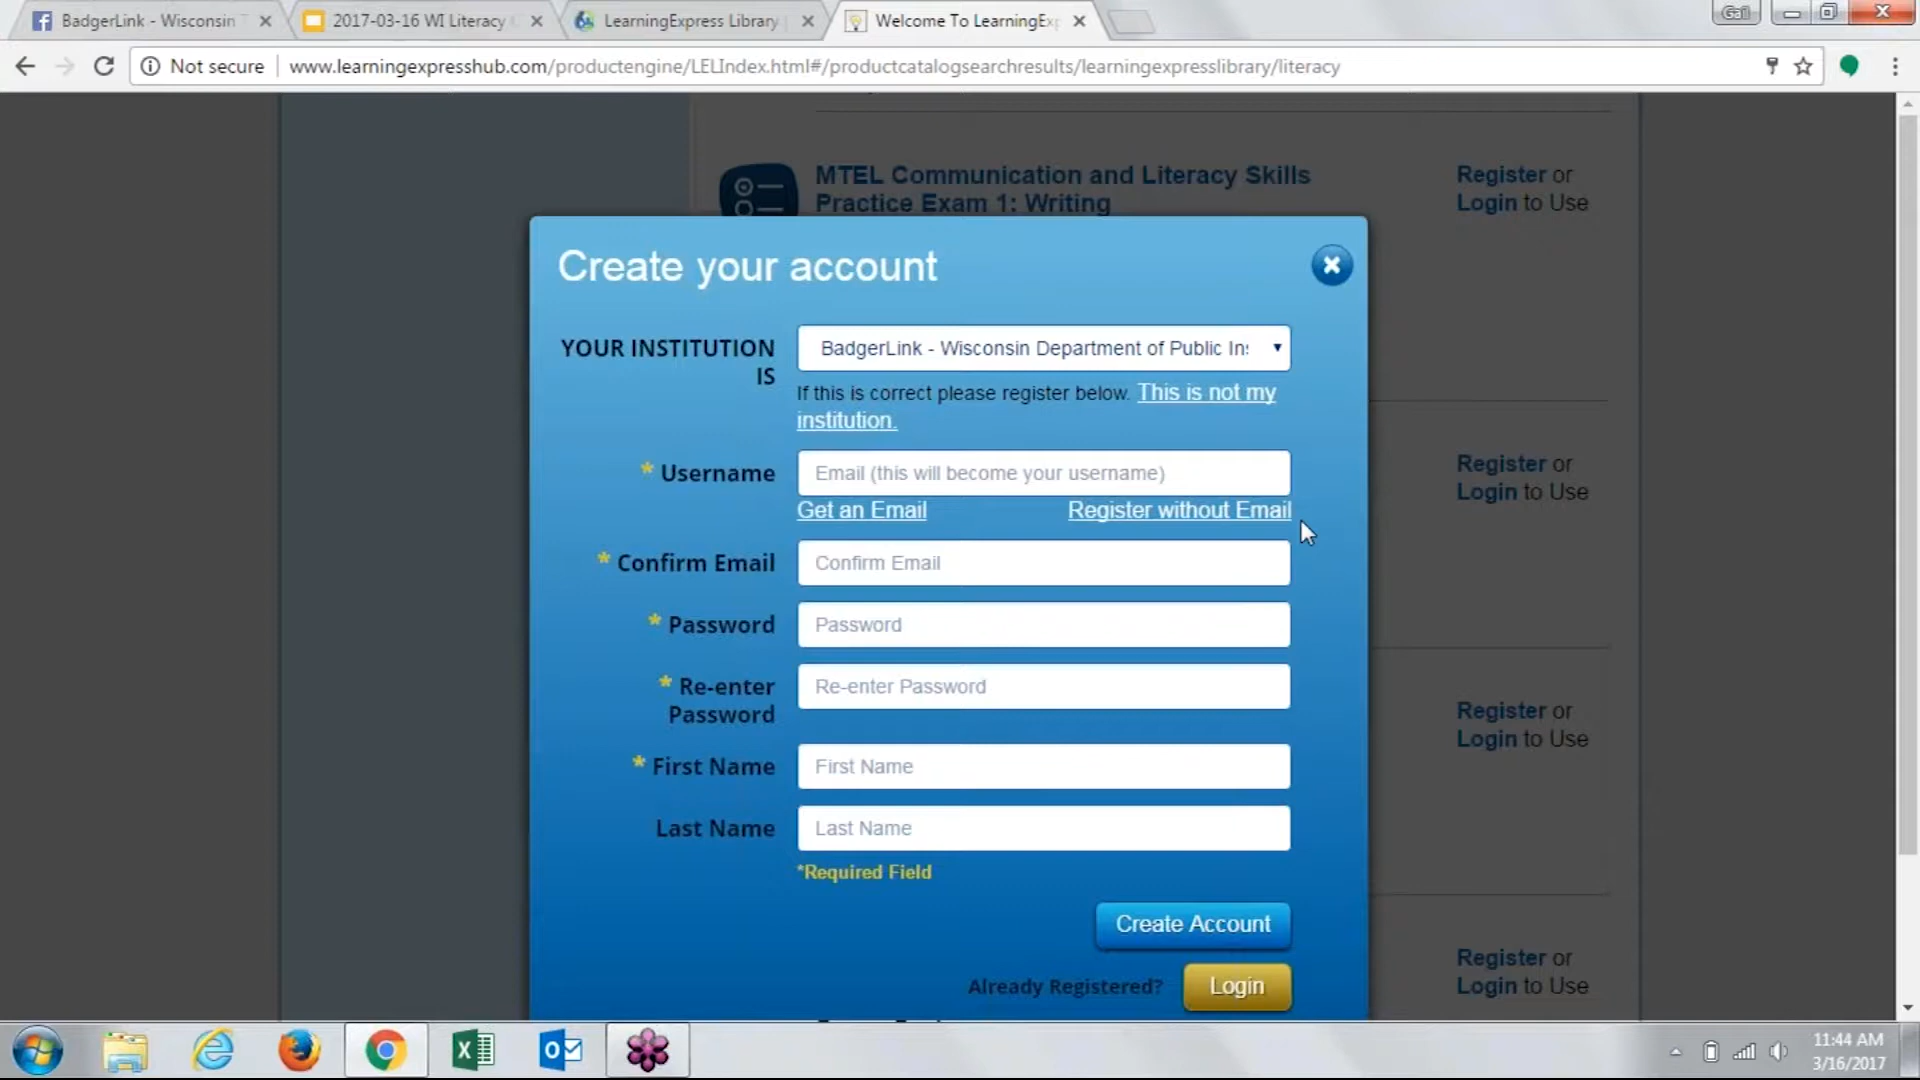 BadgerLink - Wisconsin T
2017-03-16 WI Literacy
LearningExpress Library
Welcome To LearningExp
Gail
Not secure
www.learningexpresshub.com/productengine/LELIndex.html#/productcatalogsearchresults/learningexpresslibrary/literacy
MTEL Communication and Literacy Skills
Practice Exam 1: Writing
Register or
Login to Use
Create your account
YOUR INSTITUTION
IS
BadgerLink - Wisconsin Department of Public Ins
If this is correct please register below. This is not my
institution.
* Username
Email (this will become your username)
Get an Email
Register without Email
Register or
Login to Use
* Confirm Email
Confirm Email
* Password
Password
* Re-enter
Password
Re-enter Password
Register or
Login to Use
* First Name
First Name
Last Name
Last Name
*Required Field
Create Account
Already Registered?
Login
Register or
Login to Use
11:44 AM
3/16/2017